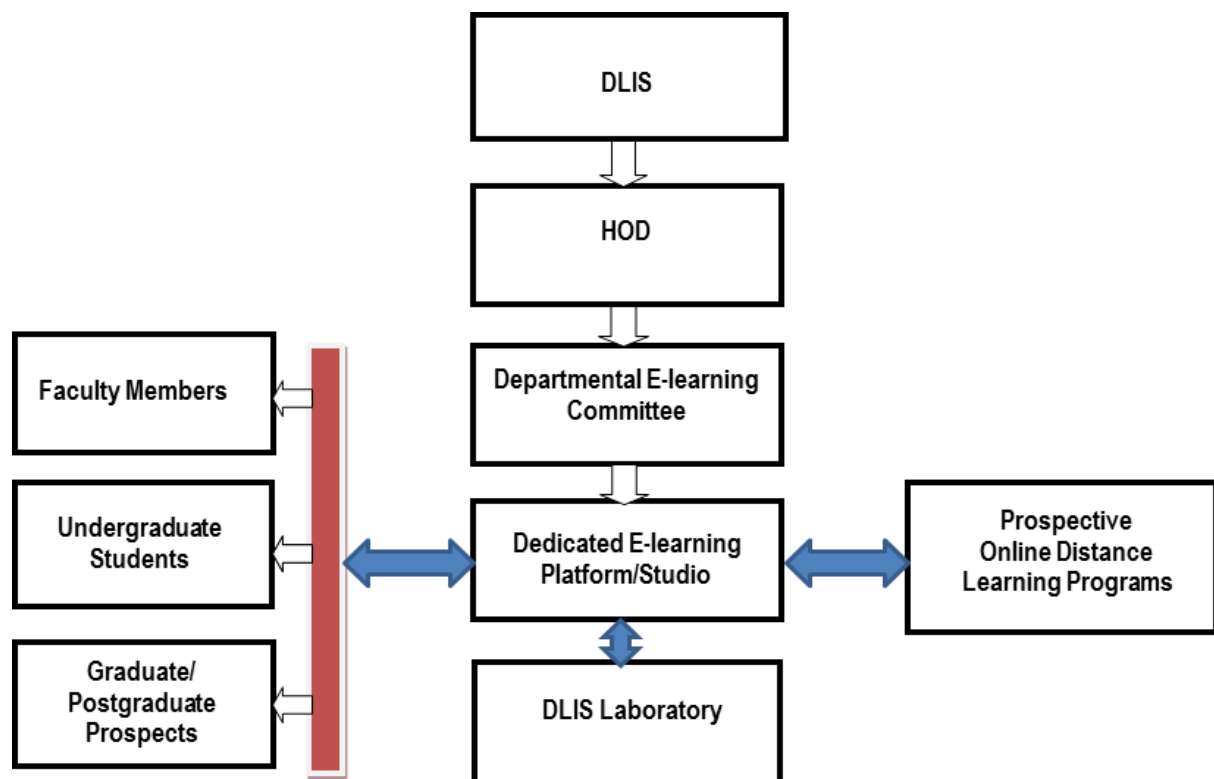 DLIS
HOD
Departmental E-learning
Committee
Faculty Members
Undergraduate
Students
Dedicated E-learning
Platform/Studio
Prospective
Online Distance
Learning Programs
Graduate/
Postgraduate
Prospects
DLIS Laboratory